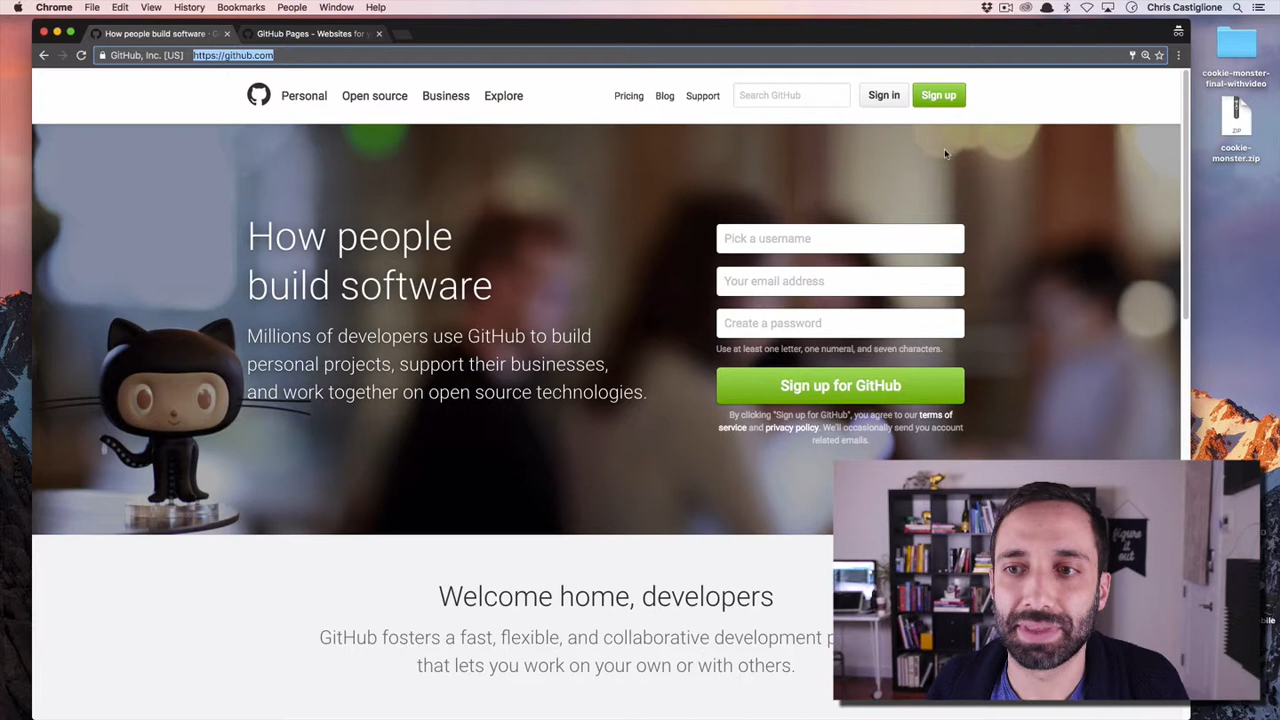 Chrome File Edit View History Bookmarks People Window Help
Chris Castiglione
How people build software · G
GitHub Pages - Websites for y
GitHub, Inc. [US] https://github.com
Personal Open source Business Explore
Pricing Blog Support Search GitHub Sign in Sign up
How people
build software
Millions of developers use GitHub to build
personal projects, support their businesses,
and work together on open source technologies.
Pick a username
Your email address
Create a password
Use at least one letter, one numeral, and seven characters.
Sign up for GitHub
By clicking "Sign up for GitHub", you agree to our terms of
service and privacy policy. We'll occasionally send you account
related emails.
Welcome home, developers
GitHub fosters a fast, flexible, and collaborative development p
that lets you work on your own or with others.
cookie-monster-
final-withvideo
ZIP
cookie-
monster.zip
figure
it
out